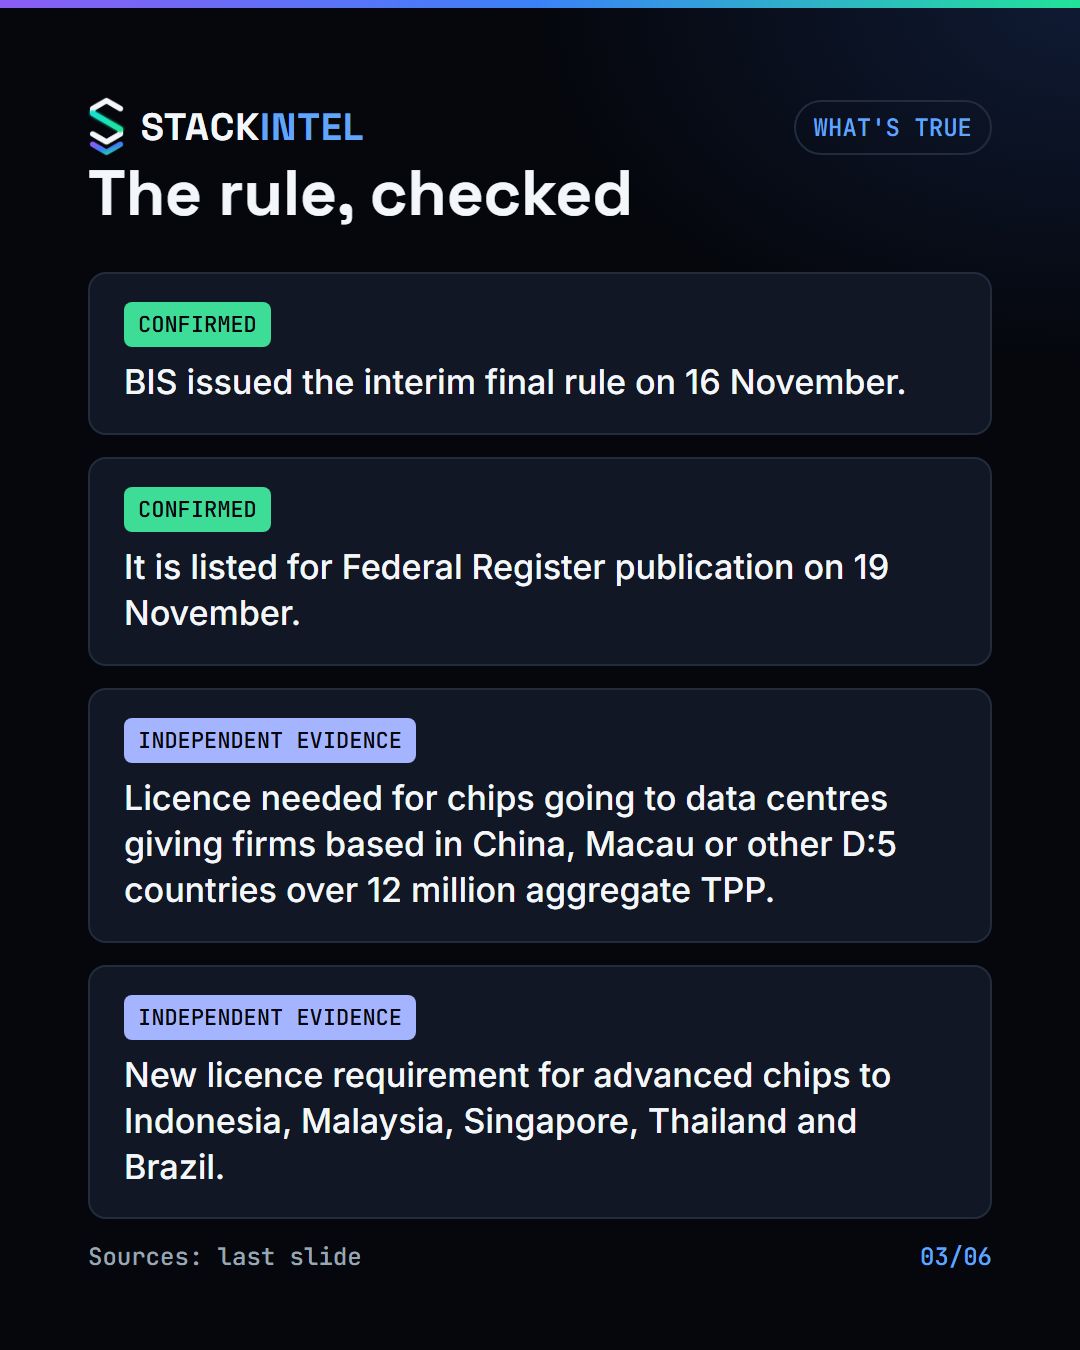 STACKINTEL
WHAT'S TRUE
The rule, checked
CONFIRMED
BIS issued the interim final rule on 16 November.
CONFIRMED
It is listed for Federal Register publication on 19
November.
INDEPENDENT EVIDENCE
Licence needed for chips going to data centres
giving firms based in China, Macau or other D:5
countries over 12 million aggregate TPP.
INDEPENDENT EVIDENCE
New licence requirement for advanced chips to
Indonesia, Malaysia, Singapore, Thailand and
Brazil.
Sources: last slide
03/06